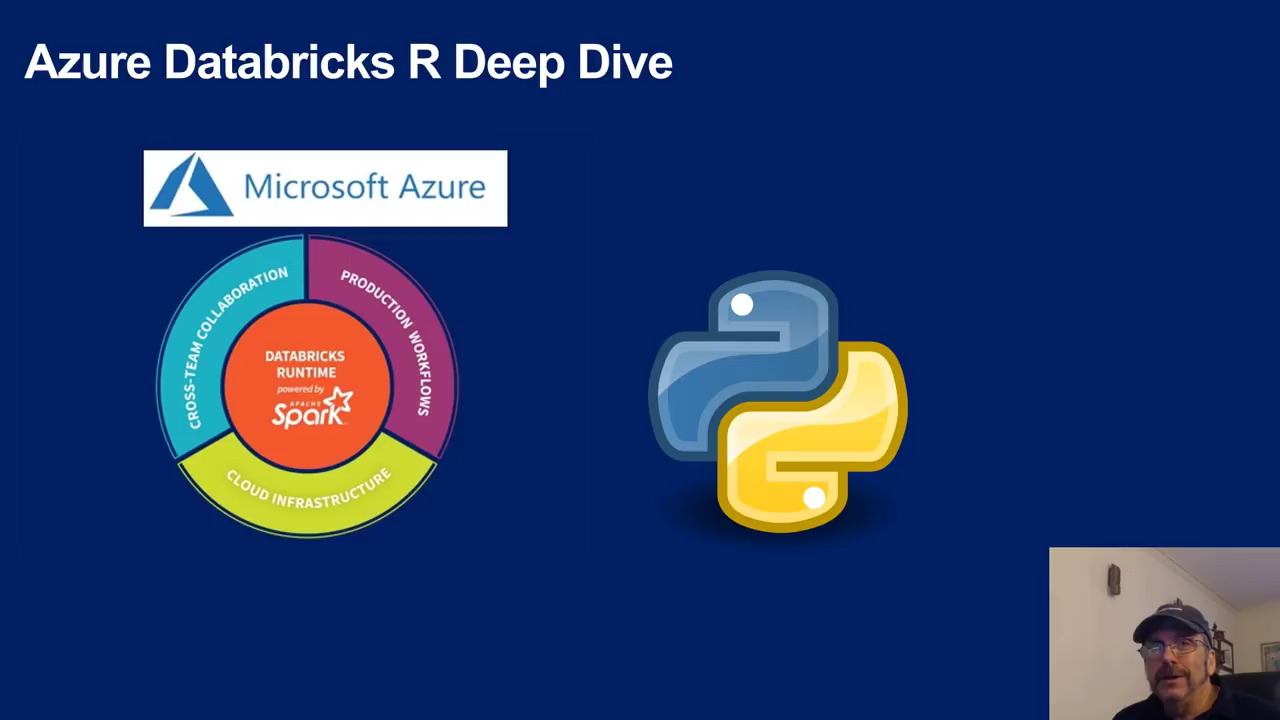 Azure Databricks R Deep Dive
Microsoft Azure
CROSS-TEAM COLLABORATION
PRODUCTION WORKFLOWS
DATABRICKS
RUNTIME
powered by
APACHE
Spark
CLOUD INFRASTRUCTURE